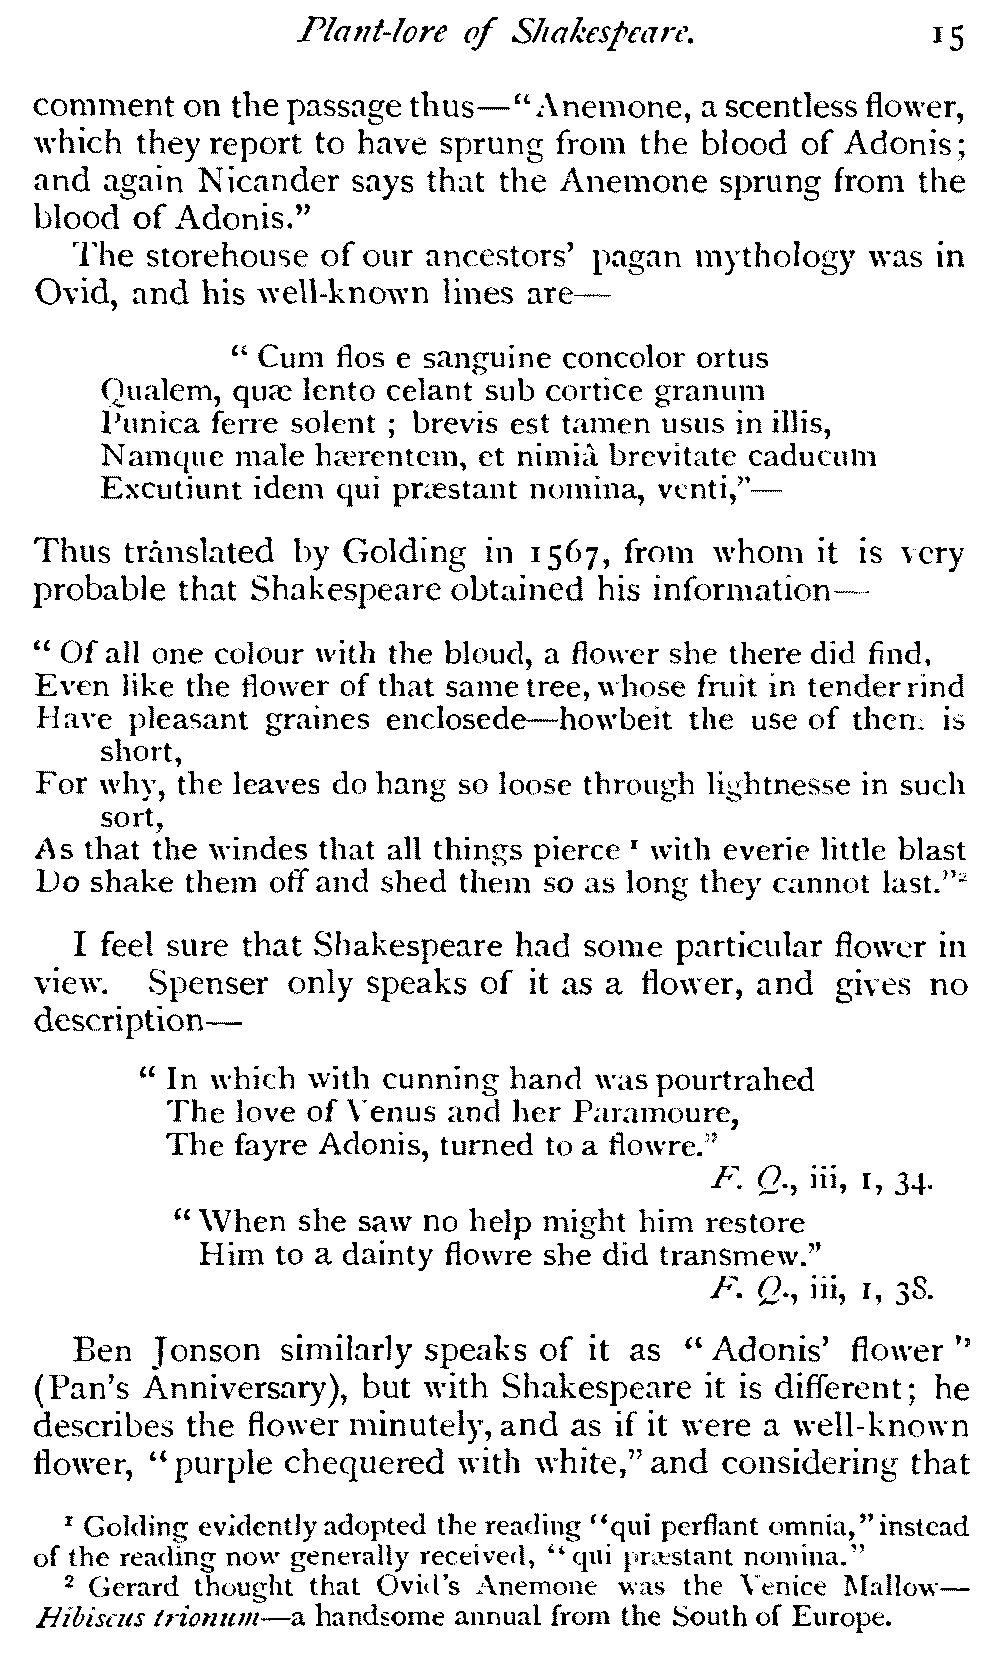 Plant-lore of Shakespeare. 15
comment on the passage thus—“Anemone, a scentless flower,
which they report to have sprung from the blood of Adonis;
and again Nicander says that the Anemone sprung from the
blood of Adonis.”
The storehouse of our ancestors’ pagan mythology was in
Ovid, and his well-known lines are—
“ Cum flos e sanguine concolor ortus
Qualem, quæ lento celant sub cortice granum
Punica ferre solent ; brevis est tamen usus in illis,
Namque male hærentem, et nimiâ brevitate caducum
Excutiunt idem qui præstant nomina, venti,”—
Thus translated by Golding in 1567, from whom it is very
probable that Shakespeare obtained his information—
“ Of all one colour with the bloud, a flower she there did find,
Even like the flower of that same tree, whose fruit in tender rind
Have pleasant graines enclosede—howbeit the use of them is
short,
For why, the leaves do hang so loose through lightnesse in such
sort,
As that the windes that all things pierce ¹ with everie little blast
Do shake them off and shed them so as long they cannot last.”²
I feel sure that Shakespeare had some particular flower in
view. Spenser only speaks of it as a flower, and gives no
description—
“ In which with cunning hand was pourtrahed
The love of Venus and her Paramoure,
The fayre Adonis, turned to a flowre.”
F. Q., iii, 1, 34.
“ When she saw no help might him restore
Him to a dainty flowre she did transmew.”
F. Q., iii, 1, 38.
Ben Jonson similarly speaks of it as “ Adonis’ flower ”
(Pan’s Anniversary), but with Shakespeare it is different; he
describes the flower minutely, and as if it were a well-known
flower, “purple chequered with white,” and considering that
¹ Golding evidently adopted the reading “qui perflant omnia,” instead
of the reading now generally received, “qui præstant nomina.”
² Gerard thought that Ovid’s Anemone was the Venice Mallow—
Hibiscus trionum—a handsome annual from the South of Europe.